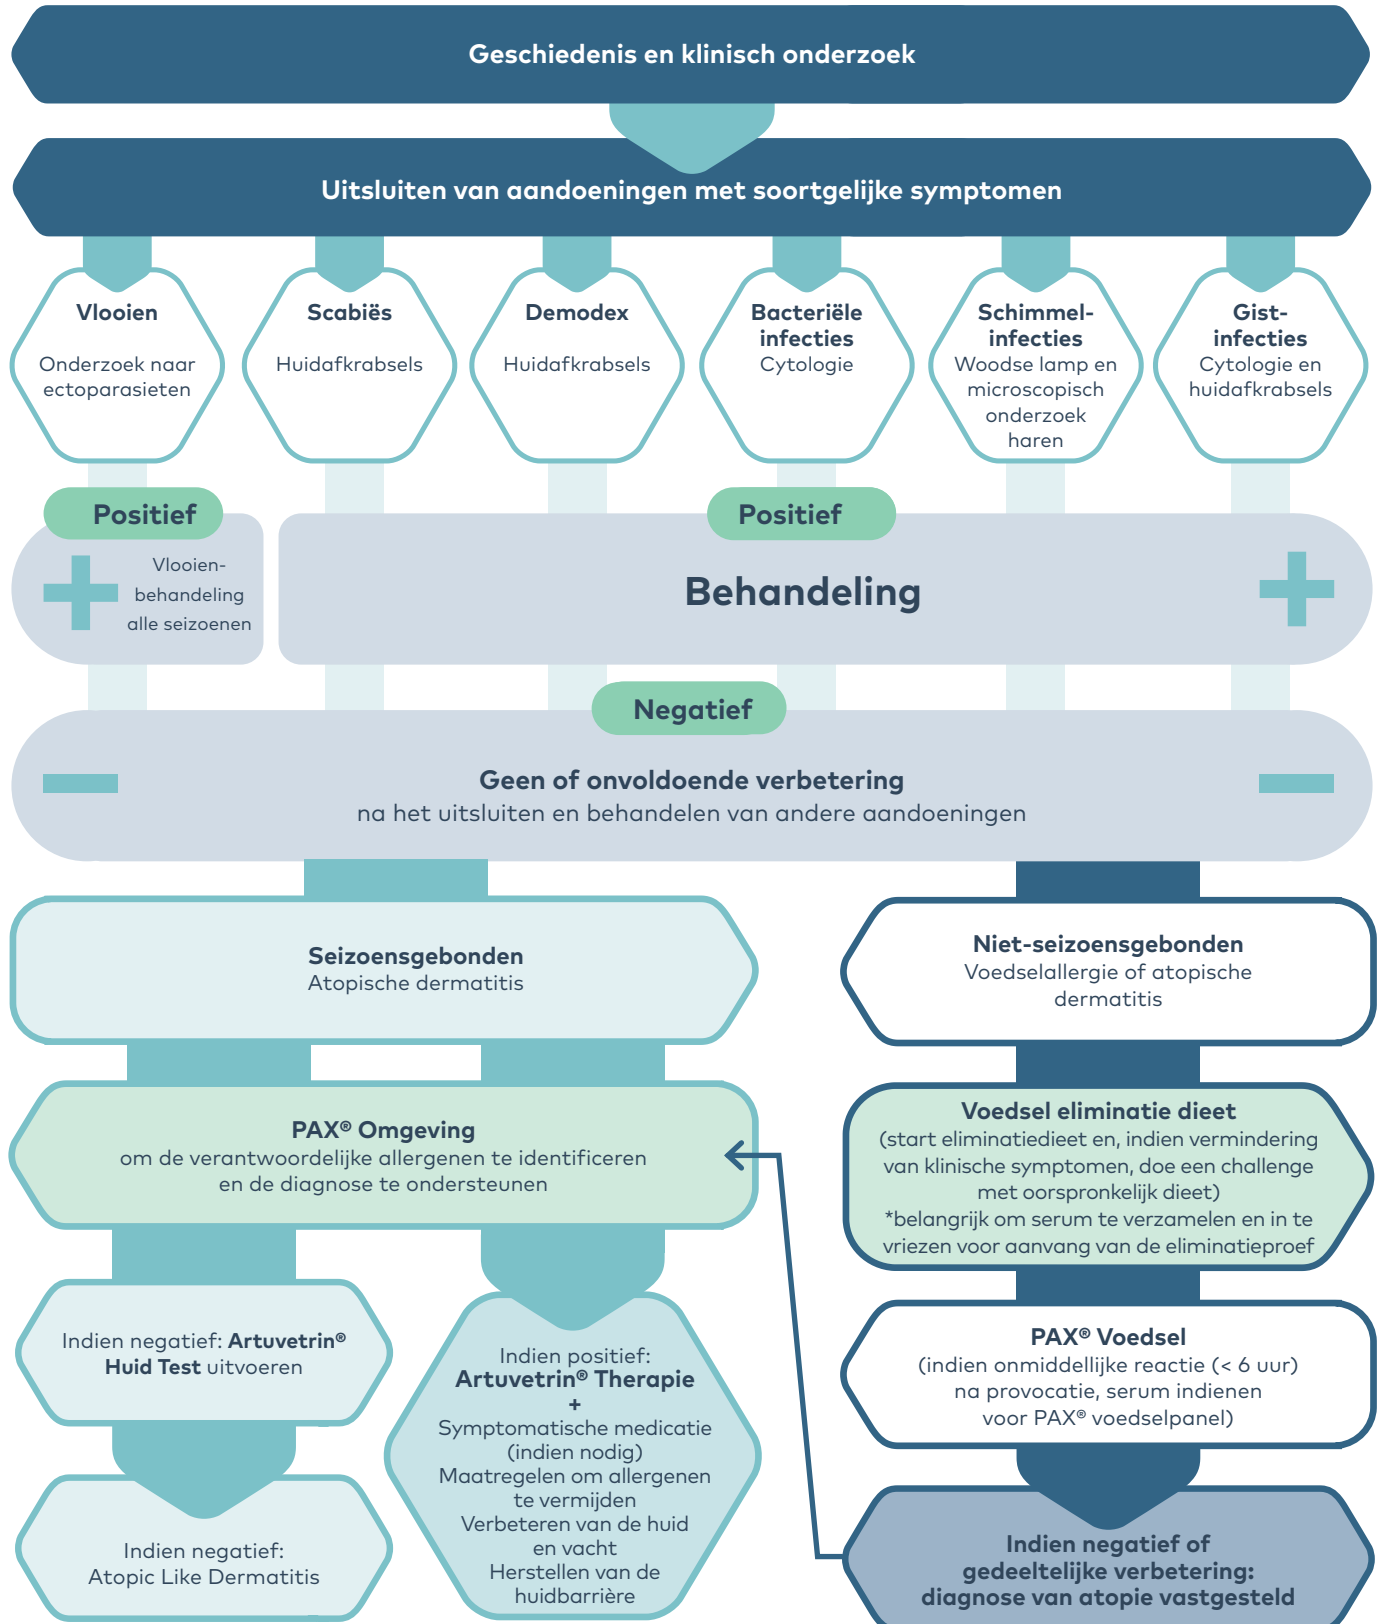 Geschiedenis en klinisch onderzoek
Uitsluiten van aandoeningen met soortgelijke symptomen
Vlooien
Onderzoek naar
ectoparasieten
Scabiës
Huidafkrabsels
Demodex
Huidafkrabsels
Bacteriële
infecties
Cytologie
Schimmel-
infecties
Woodse lamp en
microscopisch
onderzoek
haren
Gist-
infecties
Cytologie en
huidafkrabsels
Positief
Vlooien-
behandeling
alle seizoenen
Positief
Behandeling
Negatief
Geen of onvoldoende verbetering
na het uitsluiten en behandelen van andere aandoeningen
Seizoensgebonden
Atopische dermatitis
Niet-seizoensgebonden
Voedselallergie of atopische
dermatitis
PAX® Omgeving
om de verantwoordelijke allergenen te identificeren
en de diagnose te ondersteunen
Voedsel eliminatie dieet
(start eliminatiedieet en, indien vermindering
van klinische symptomen, doe een challenge
met oorspronkelijk dieet)
*belangrijk om serum te verzamelen en in te
vriezen voor aanvang van de eliminatieproef
Indien negatief: Artuvetrin®
Huid Test uitvoeren
Indien positief:
Artuvetrin® Therapie
+
Symptomatische medicatie
(indien nodig)
Maatregelen om allergenen
te vermijden
Verbeteren van de huid
en vacht
Herstellen van de
huidbarrière
PAX® Voedsel
(indien onmiddellijke reactie (< 6 uur)
na provocatie, serum indienen
voor PAX® voedselpanel)
Indien negatief:
Atopic Like Dermatitis
Indien negatief of
gedeeltelijke verbetering:
diagnose van atopie vastgesteld